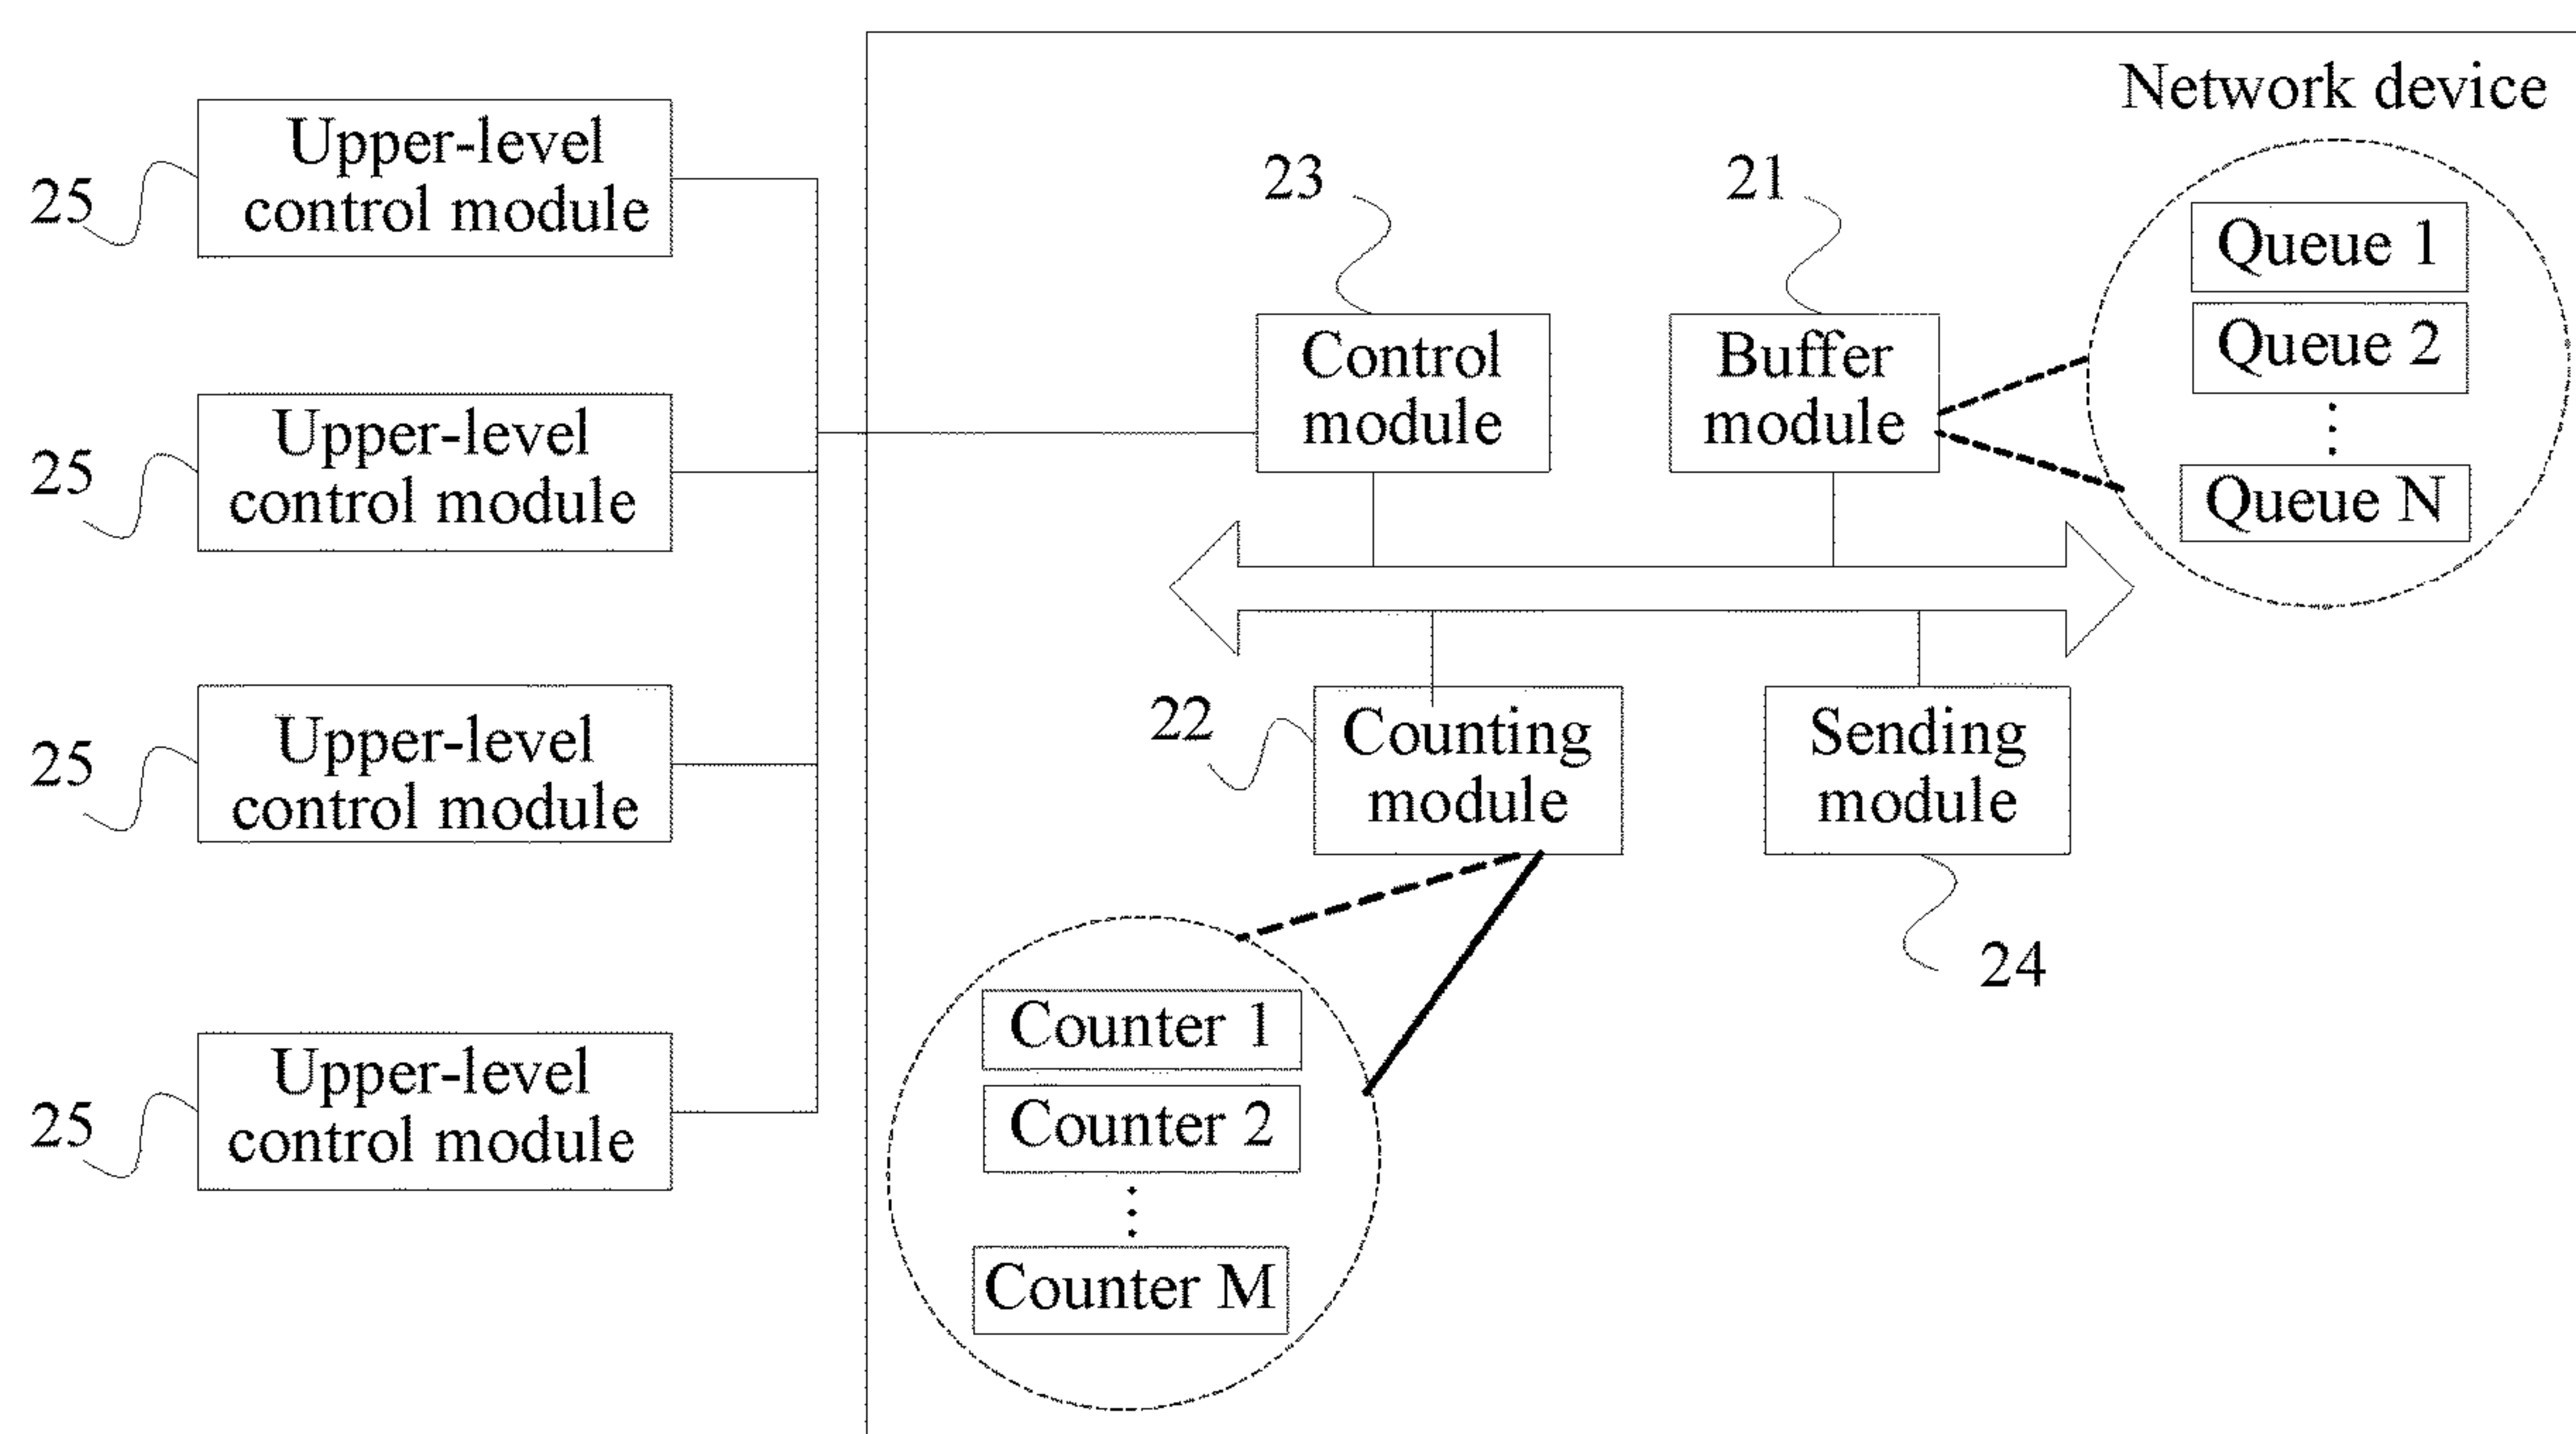 Network device
25
Upper-level
control module
25
Upper-level
control module
25
Upper-level
control module
25
Upper-level
control module
23
Control
module
21
Buffer
module
Queue 1
Queue 2
Queue N
22
Counting
module
Sending
module
24
Counter 1
Counter 2
Counter M